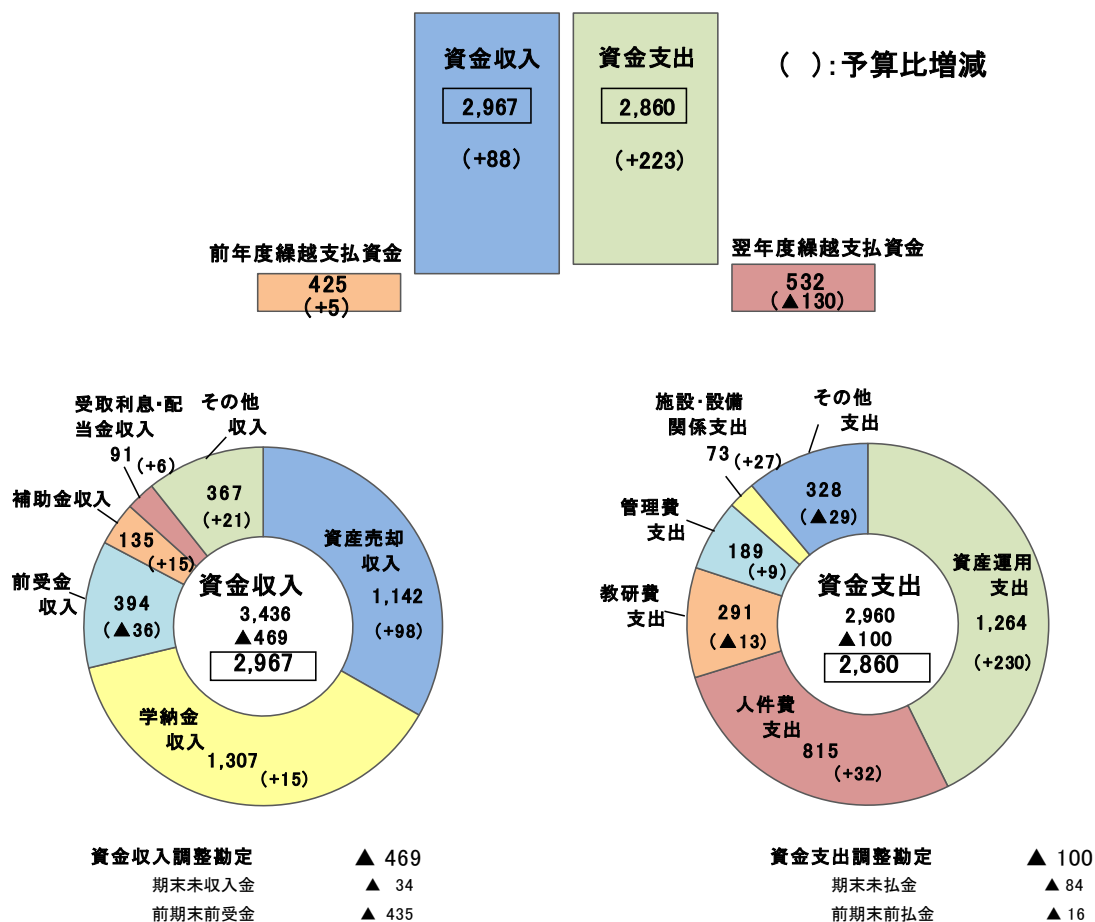 資金収入
2,967
(+88)
資金支出
2,860
(+223)
( ):予算比増減
前年度繰越支払資金
425
(+5)
翌年度繰越支払資金
532
(▲130)
受取利息・配
当金収入
91
(+6)
その他
収入
367
(+21)
補助金収入
135
(+15)
前受金
収入
394
(▲36)
資産売却
収入
1,142
(+98)
資金収入
3,436
▲469
2,967
学納金
収入
1,307
(+15)
施設・設備
関係支出
73
(+27)
その他
支出
328
(▲29)
管理費
支出
189
(+9)
教研費
支出
291
(▲13)
資産運用
支出
1,264
(+230)
資金支出
2,960
▲100
2,860
人件費
支出
815
(+32)
資金収入調整勘定 ▲ 469
期末未収入金 ▲ 34
前期末前受金 ▲ 435
資金支出調整勘定 ▲ 100
期末未払金 ▲ 84
前期末前払金 ▲ 16